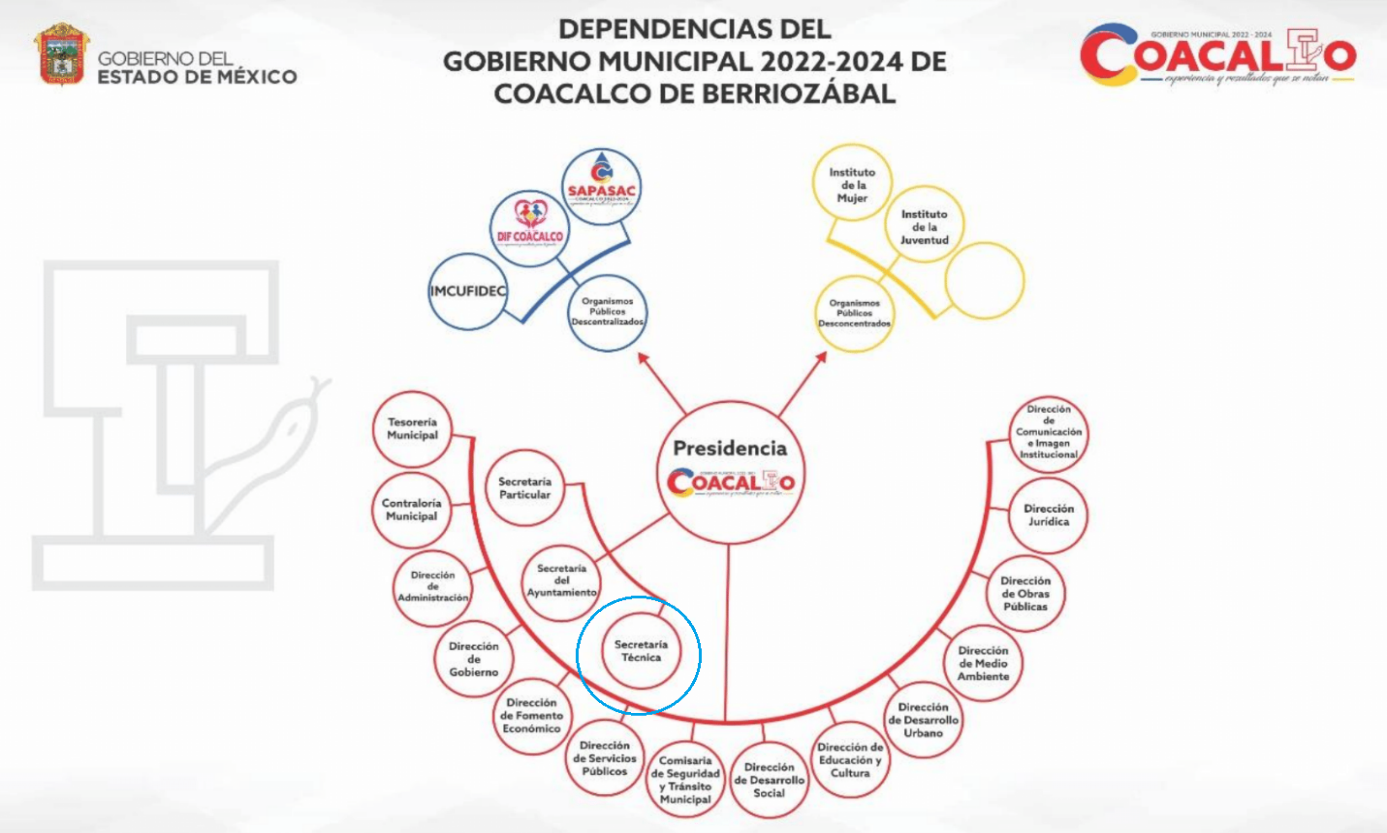 GOBIERNO DEL
ESTADO DE MÉXICO
DEPENDENCIAS DEL
GOBIERNO MUNICIPAL 2022-2024 DE
COACALCO DE BERRIOZÁBAL
GOBIERNO MUNICIPAL 2022 - 2024
COACALCO
experiencia y resultados que se notan
SAPASAC
COACALCO 2022-2024
DIF COACALCO
IMCUFIDEC
Organismos
Públicos
Descentralizados
Instituto
de la
Mujer
Instituto
de la
Juventud
Organismos
Públicos
Desconcentrados
Presidencia
COACALCO
Tesorería
Municipal
Contraloría
Municipal
Dirección
de
Administración
Dirección
de
Gobierno
Dirección
de Fomento
Económico
Dirección
de Servicios
Públicos
Comisaria
de Seguridad
y Tránsito
Municipal
Dirección
de Desarrollo
Social
Dirección de
Educación y
Cultura
Dirección
de Desarrollo
Urbano
Dirección
de Medio
Ambiente
Dirección
de Obras
Públicas
Dirección
Jurídica
Dirección
de
Comunicación
e Imagen
Institucional
Secretaría
Particular
Secretaría
del
Ayuntamiento
Secretaría
Técnica